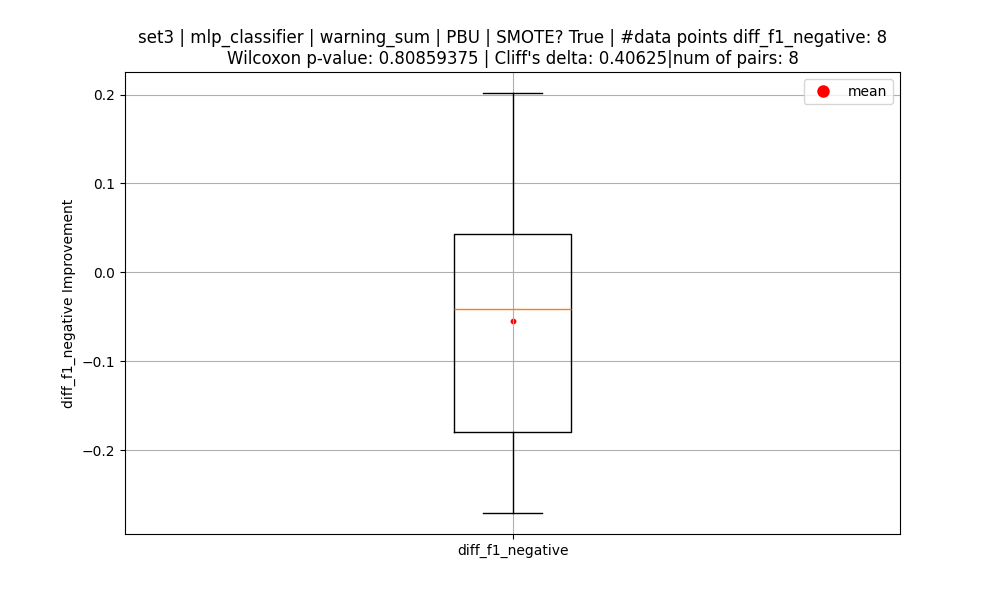 set3 | mlp_classifier | warning_sum | PBU | SMOTE? True | #data points diff_f1_negative: 8
Wilcoxon p-value: 0.80859375 | Cliff's delta: 0.40625|num of pairs: 8
mean
0.2
0.1
0.0
−0.1
−0.2
diff_f1_negative Improvement
diff_f1_negative